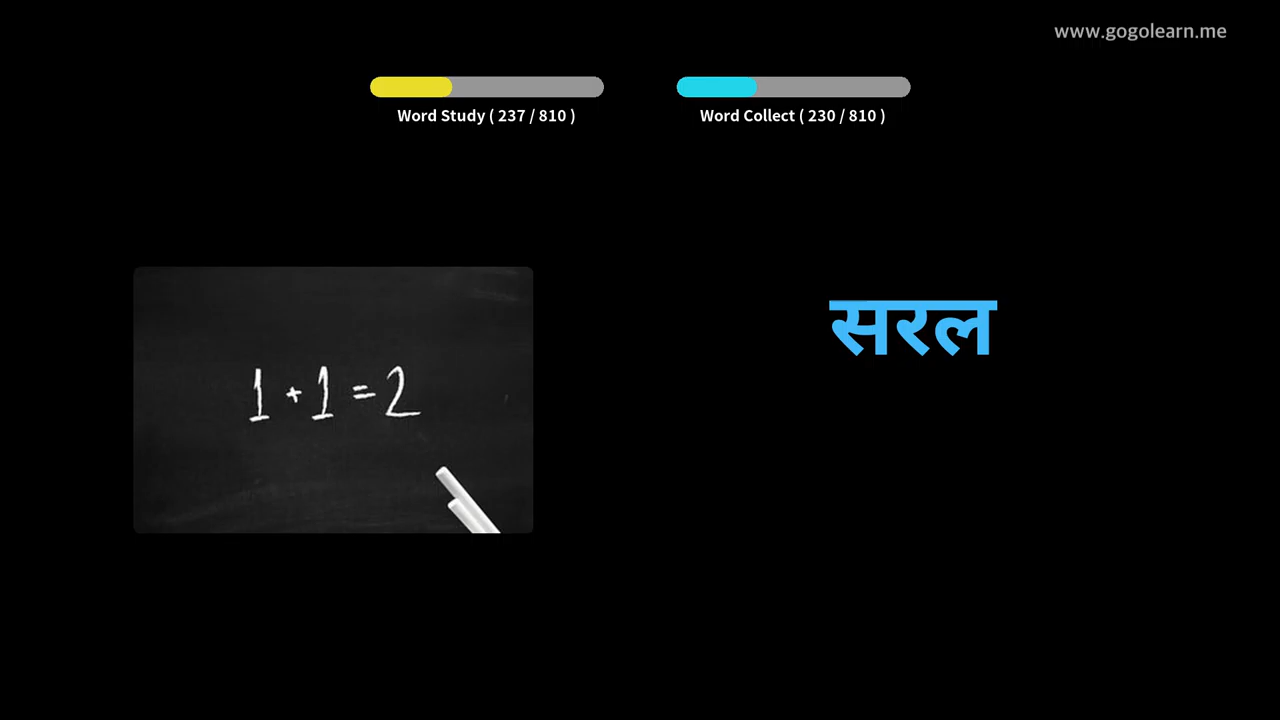 www.gogolearn.me
Word Study ( 237 / 810 )
Word Collect ( 230 / 810 )
सरल
1 + 1 = 2